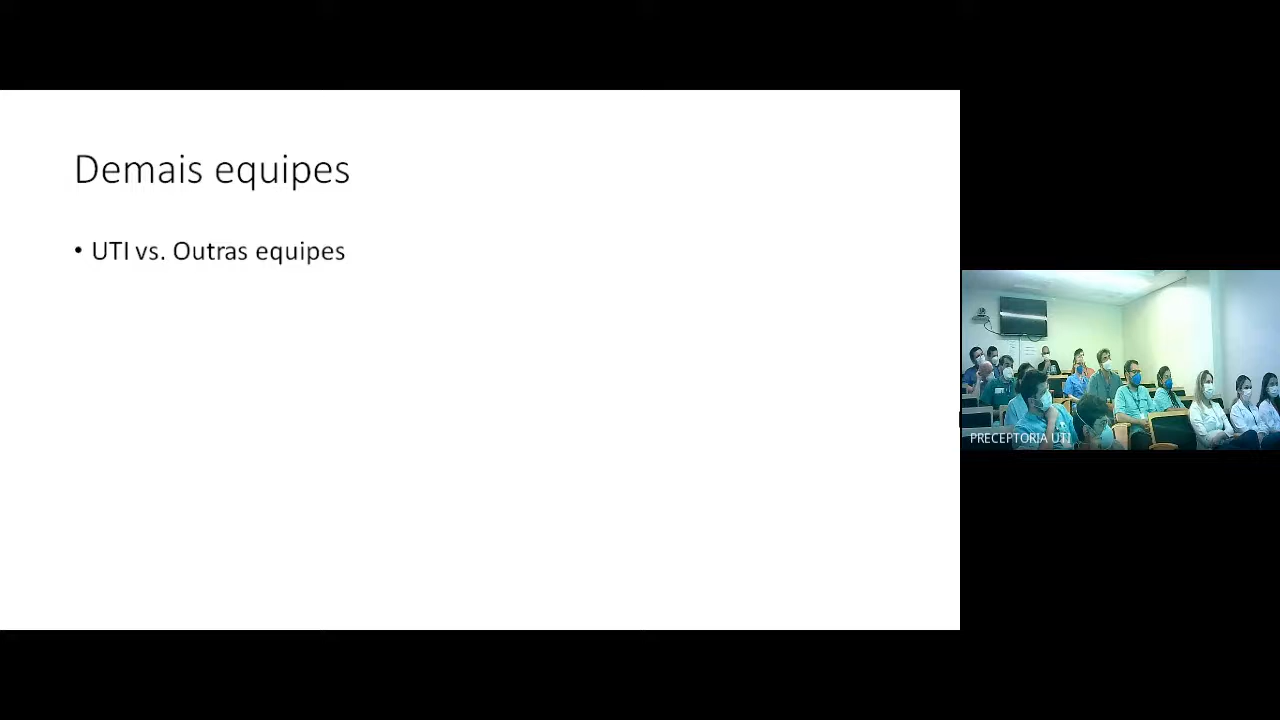 Demais equipes
• UTI vs. Outras equipes
PRECEPTORIA UTI